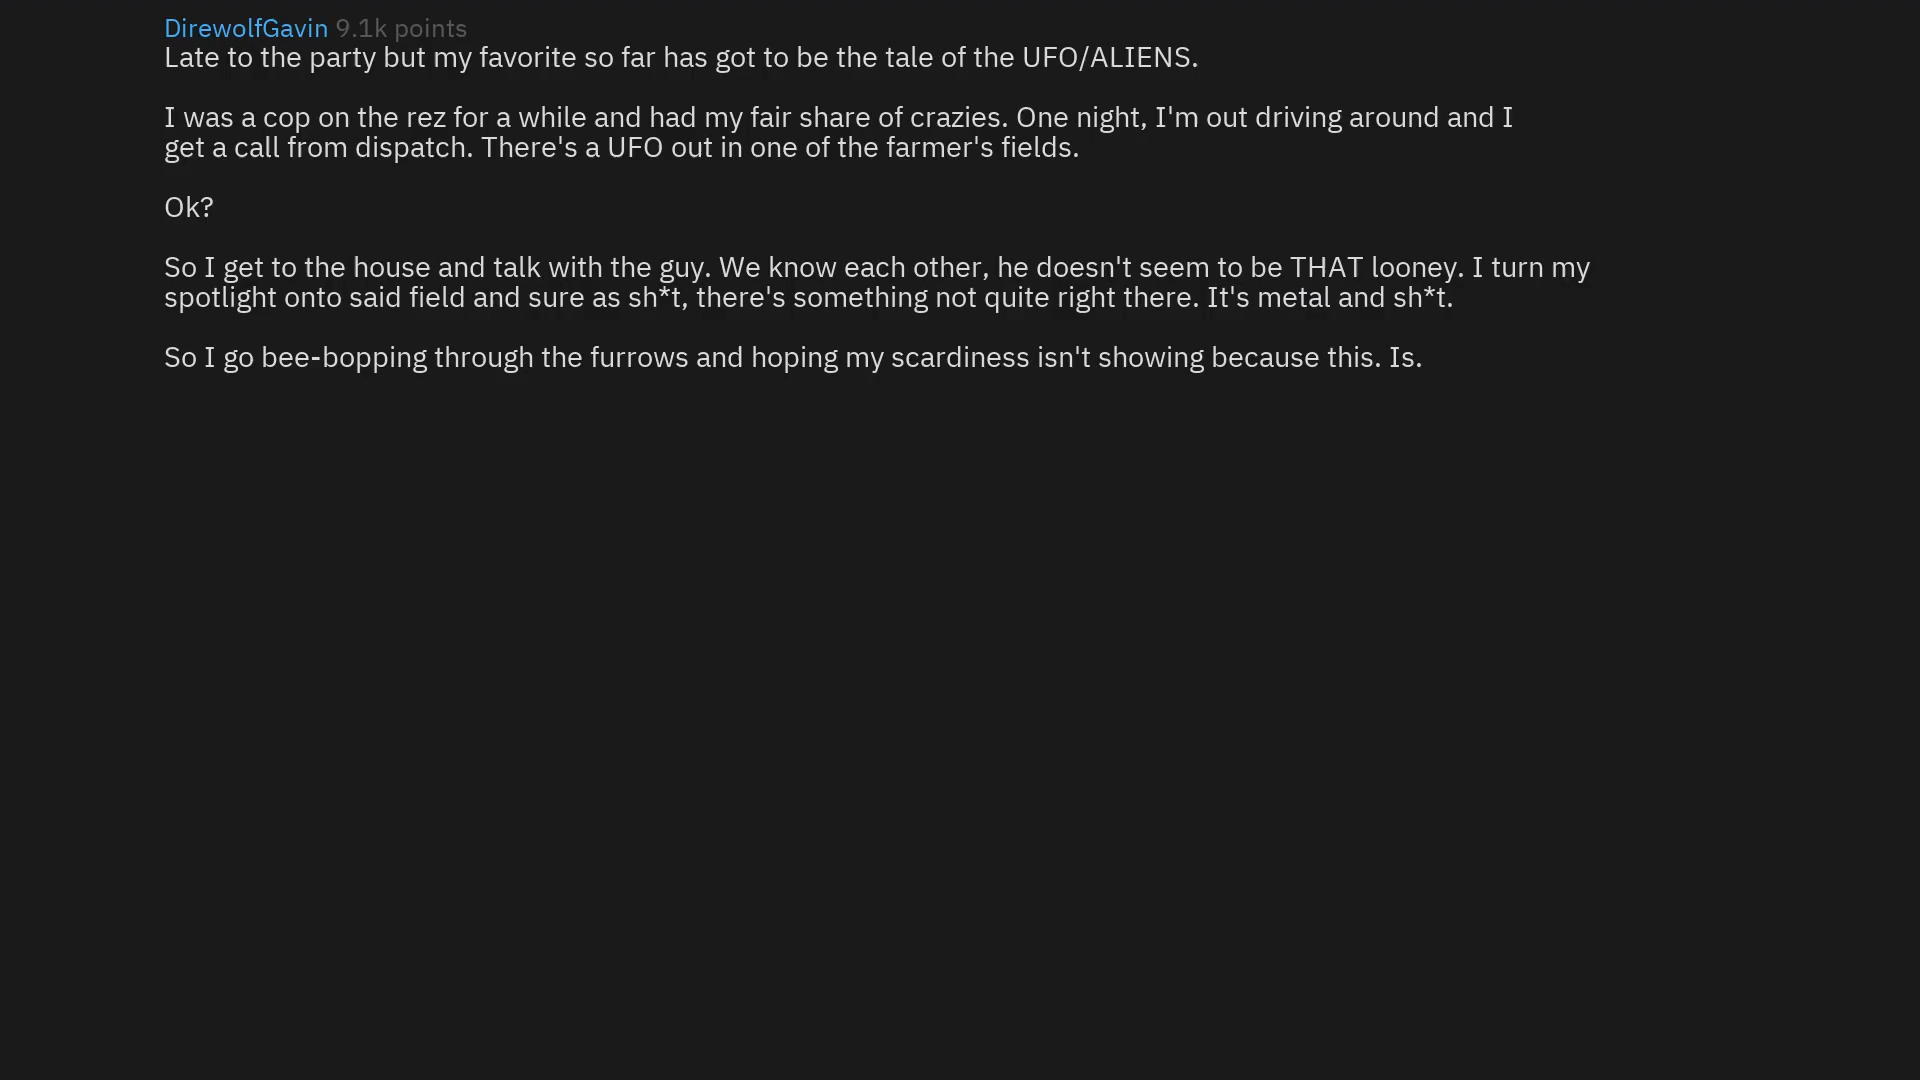 DirewolfGavin 9.1k points
Late to the party but my favorite so far has got to be the tale of the UFO/ALIENS.
I was a cop on the rez for a while and had my fair share of crazies. One night, I'm out driving around and I
get a call from dispatch. There's a UFO out in one of the farmer's fields.
Ok?
So I get to the house and talk with the guy. We know each other, he doesn't seem to be THAT looney. I turn my
spotlight onto said field and sure as sh*t, there's something not quite right there. It's metal and sh*t.
So I go bee-bopping through the furrows and hoping my scardiness isn't showing because this. Is.